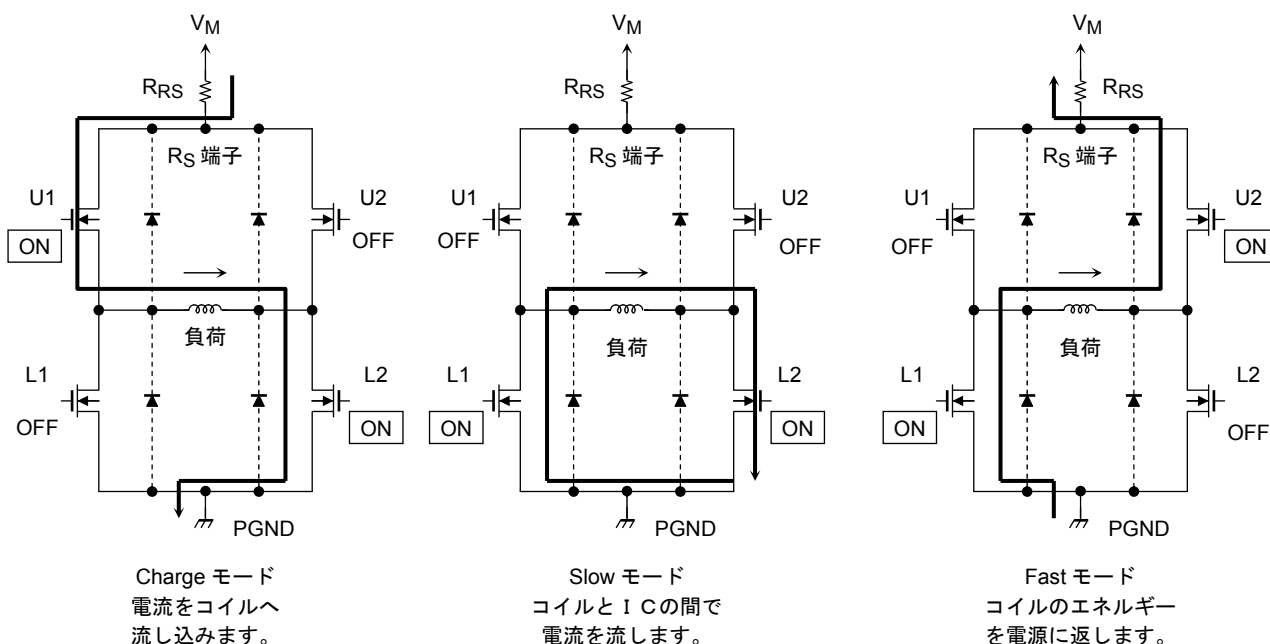 VM
RRS
RS 端子
U1
ON
U2
OFF
負荷
L1
OFF
L2
ON
PGND
Charge モード
電流をコイルへ
流し込みます。
VM
RRS
RS 端子
U1
OFF
U2
OFF
負荷
L1
ON
L2
ON
PGND
Slow モード
コイルとＩＣの間で
電流を流します。
VM
RRS
RS 端子
U1
OFF
U2
ON
負荷
L1
ON
L2
OFF
PGND
Fast モード
コイルのエネルギー
を電源に返します。